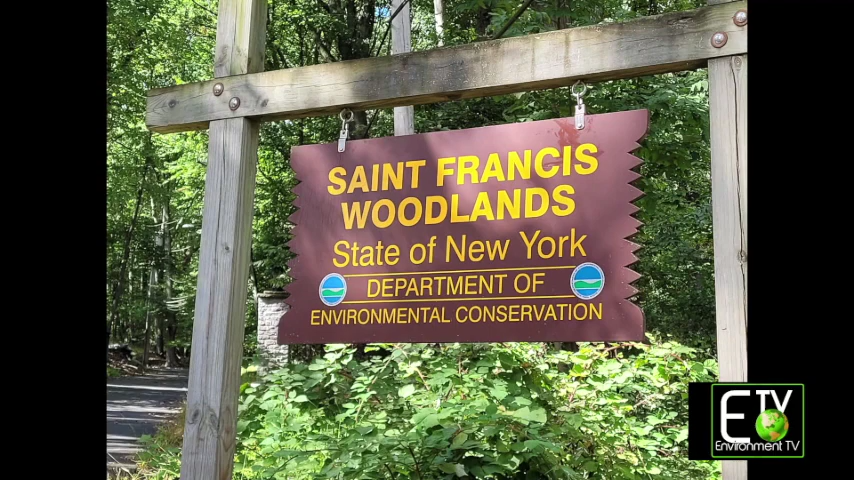 SAINT FRANCIS
WOODLANDS
State of New York
DEPARTMENT OF
ENVIRONMENTAL CONSERVATION
ETV
Environment TV